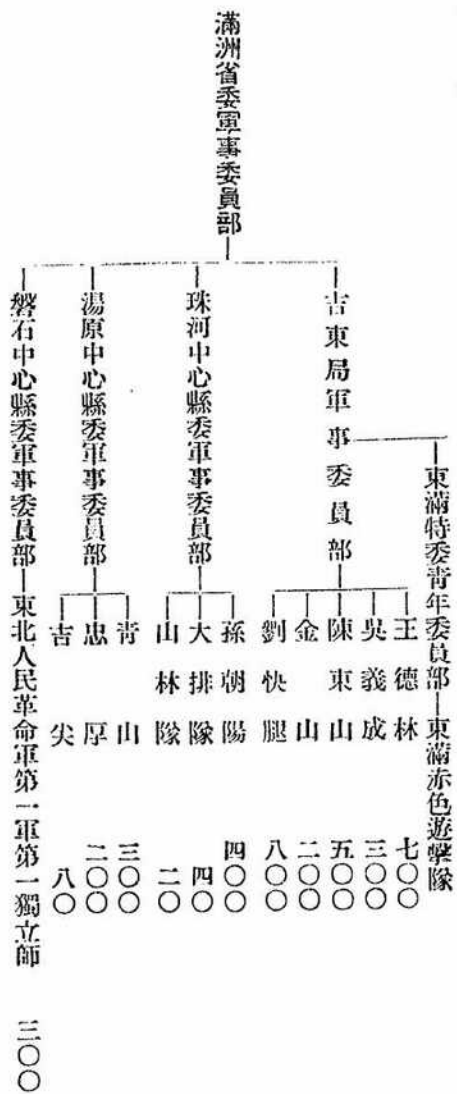 滿洲省委軍事委員部
東滿特委青年委員部—東滿赤色遊擊隊
吉東局軍事委員部
王德林 七〇〇
吳義成 三〇〇
陳東山 五〇〇
金山 二〇〇
劉快腿 八〇〇
珠河中心縣委軍事委員部
孫朝陽 四〇〇
大排隊 四〇
山林隊 二〇
湯原中心縣委軍事委員部
青山 三〇〇
忠厚 二〇〇
吉尖 八〇
磐石中心縣委軍事委員部—東北人民革命軍第一軍第一獨立師 三〇〇